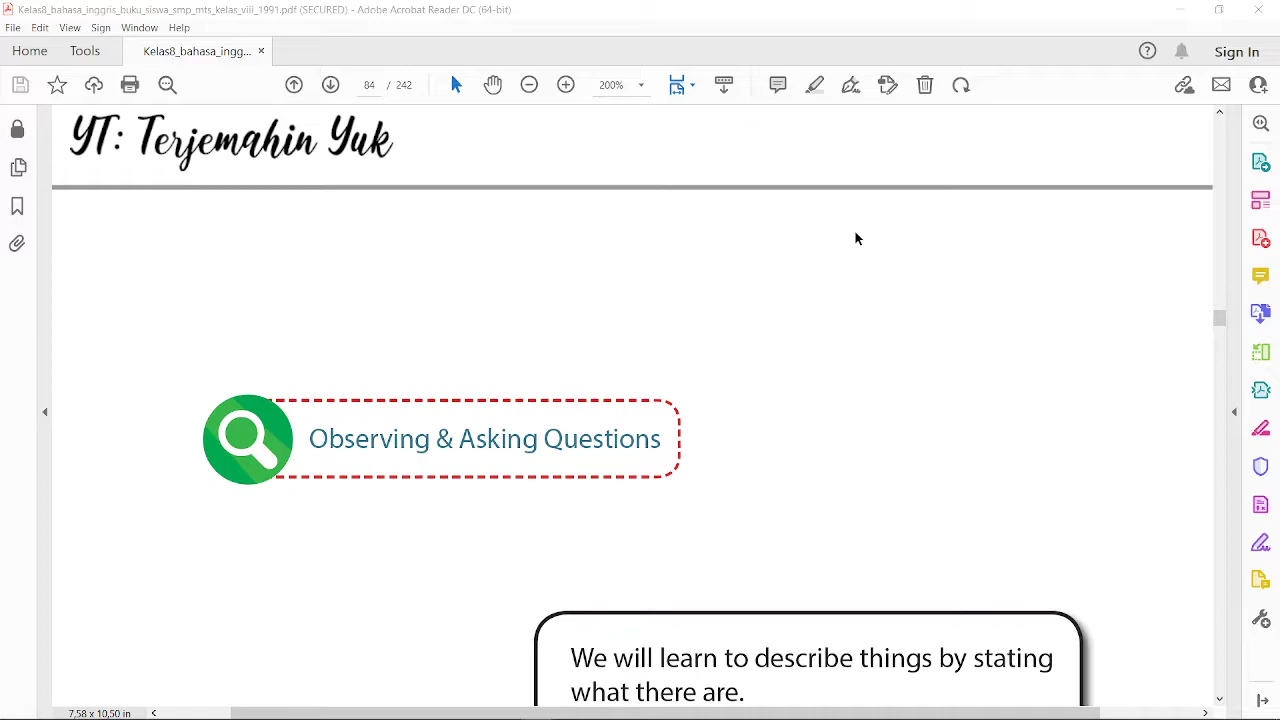 Kelas8_bahasa_inggris_buku_siswa_smp_mts_kelas_viii_1991.pdf (SECURED) - Adobe Acrobat Reader DC (64-bit)
File Edit View Sign Window Help
Home Tools Kelas8_bahasa_ingg... × Sign In
84 / 242 200%
YT: Terjemahin Yuk
Observing & Asking Questions
We will learn to describe things by stating
what there are.
7,58 x 10,50 in